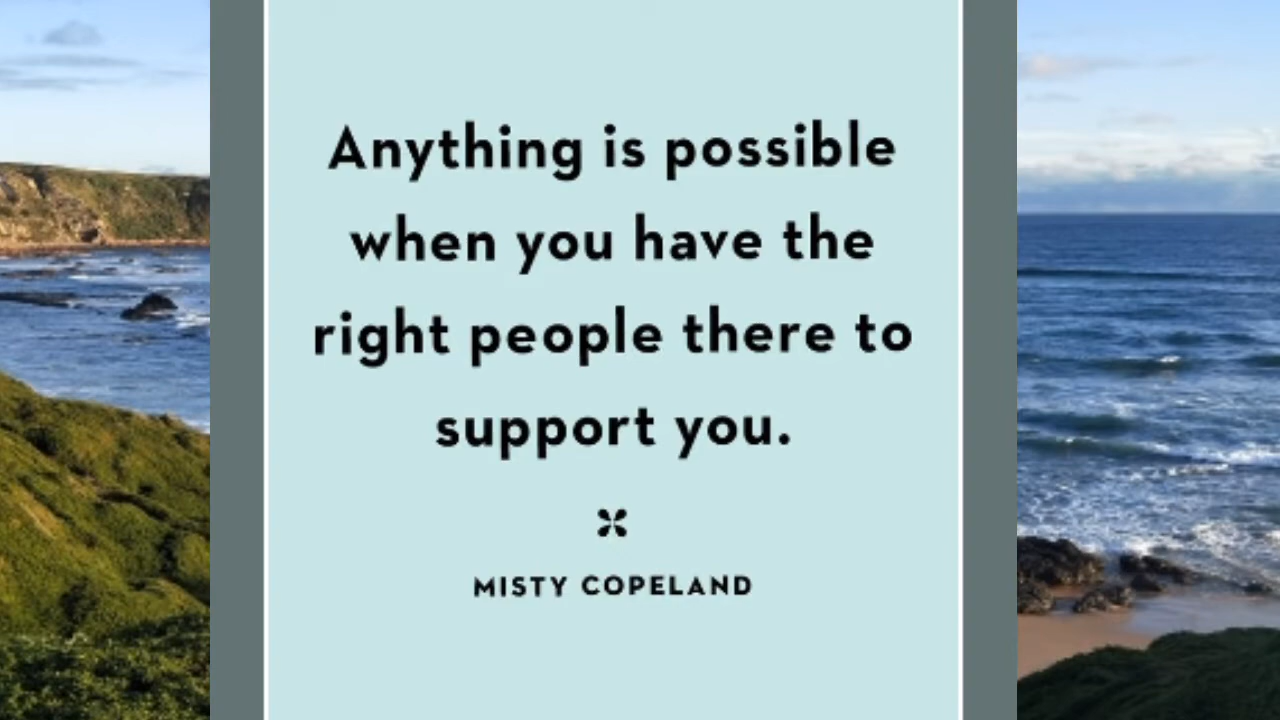 Anything is possible
when you have the
right people there to
support you.
MISTY COPELAND